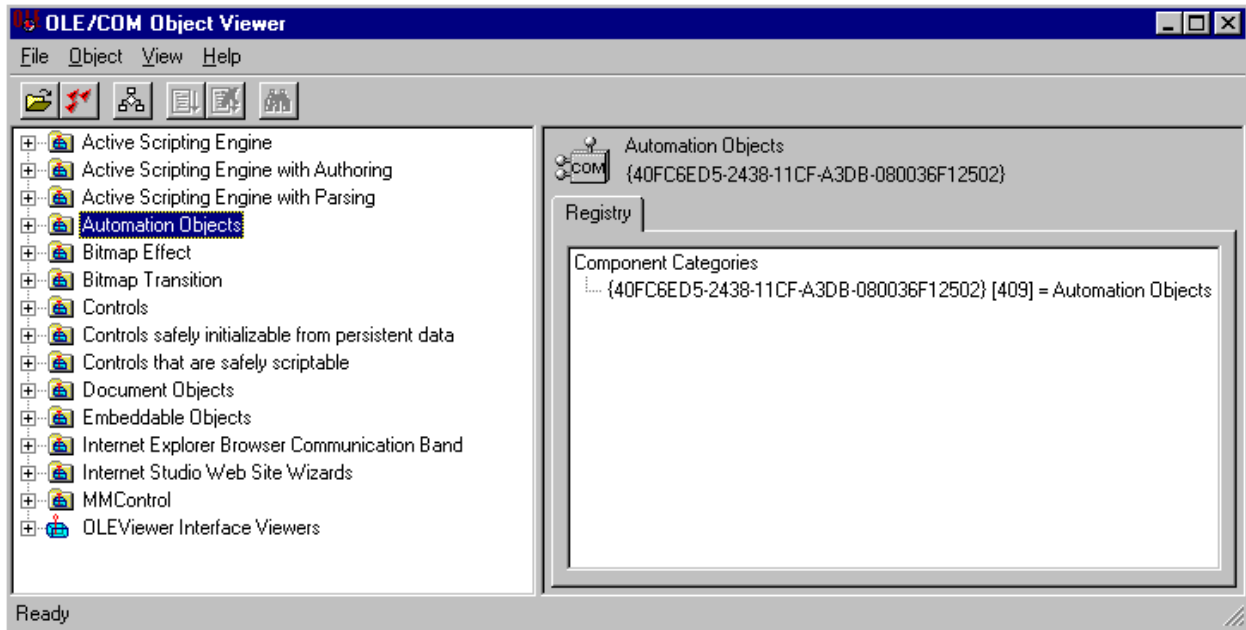 OLE/COM Object Viewer
File Object View Help
Active Scripting Engine
Active Scripting Engine with Authoring
Active Scripting Engine with Parsing
Automation Objects
Bitmap Effect
Bitmap Transition
Controls
Controls safely initializable from persistent data
Controls that are safely scriptable
Document Objects
Embeddable Objects
Internet Explorer Browser Communication Band
Internet Studio Web Site Wizards
MMControl
OLEViewer Interface Viewers
COM
Automation Objects
{40FC6ED5-2438-11CF-A3DB-080036F12502}
Registry
Component Categories
{40FC6ED5-2438-11CF-A3DB-080036F12502} [409] = Automation Objects
Ready